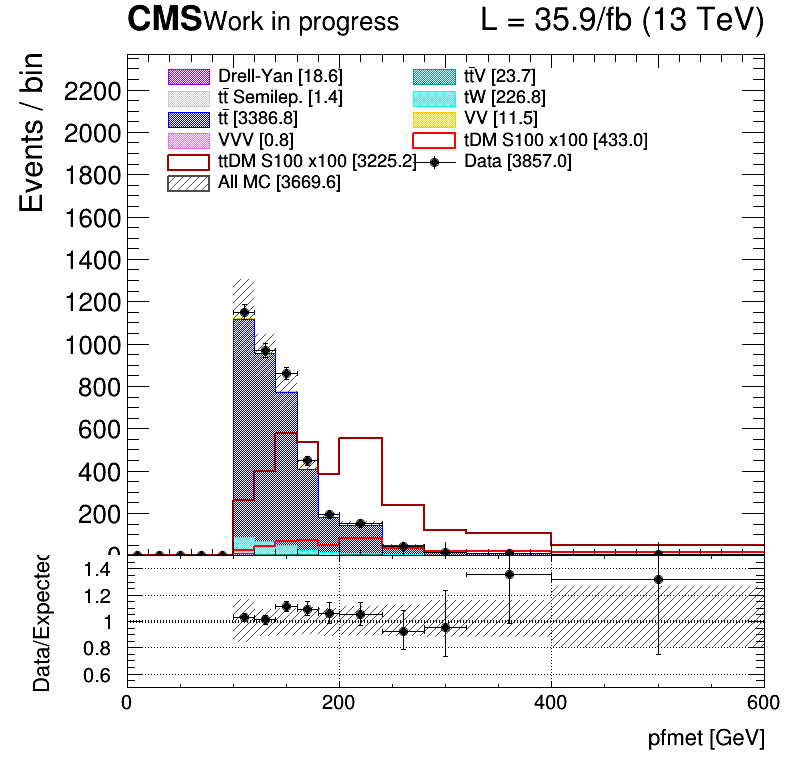 CMS Work in progress L = 35.9/fb (13 TeV)
Events / bin
Drell-Yan [18.6] tt̄V [23.7]
tt̄ Semilep. [1.4] tW [226.8]
tt̄ [3386.8] VV [11.5]
VVV [0.8] tDM S100 x100 [433.0]
ttDM S100 x100 [3225.2] Data [3857.0]
All MC [3669.6]
2200
2000
1800
1600
1400
1200
1000
800
600
400
200
0
Data/Expected
1.4
1.2
1
0.8
0.6
0 200 400 600
pfmet [GeV]